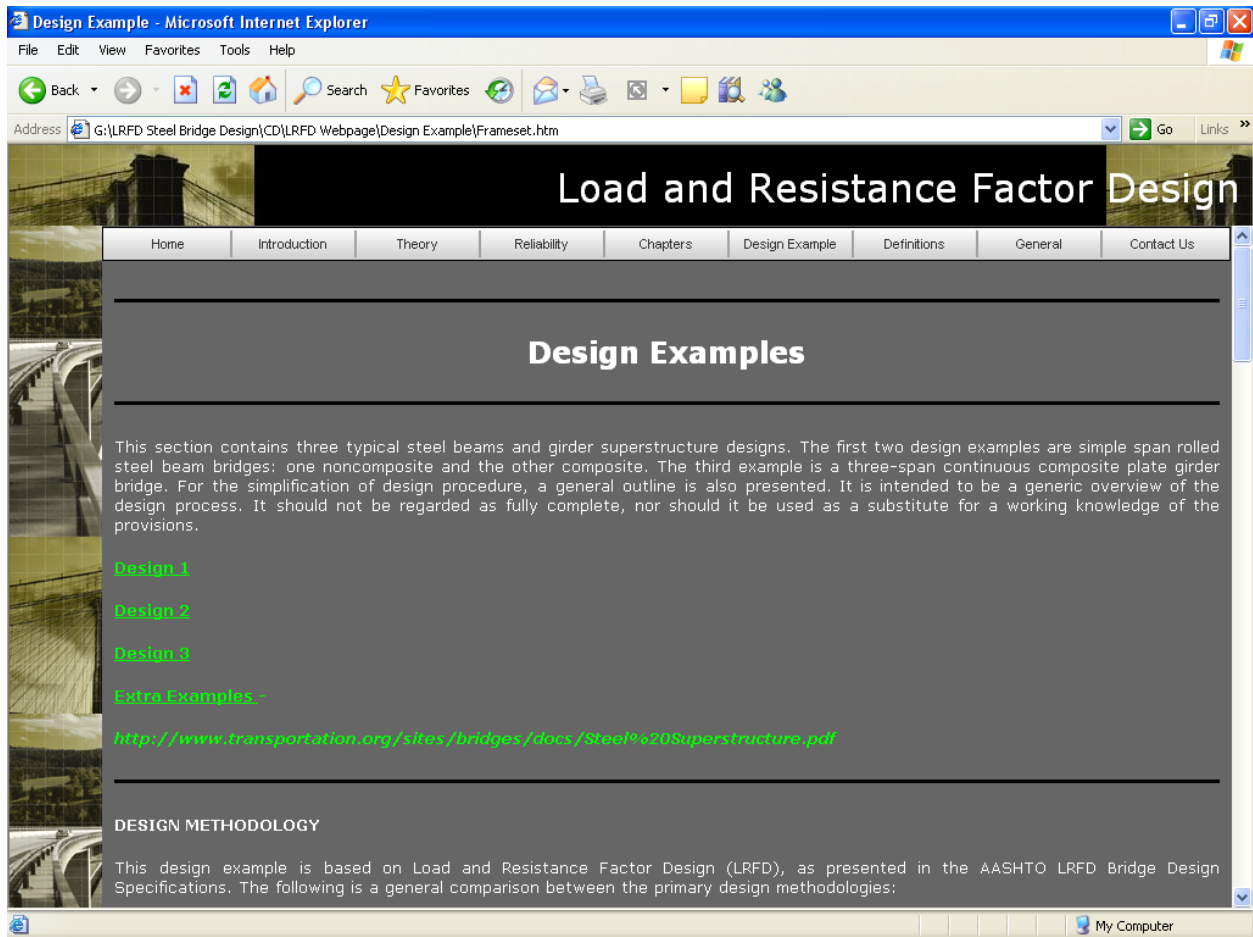 Design Example - Microsoft Internet Explorer
File Edit View Favorites Tools Help
Back Search Favorites
Address G:\LRFD Steel Bridge Design\CD\LRFD Webpage\Design Example\Frameset.htm Go Links »
Load and Resistance Factor Design
Home Introduction Theory Reliability Chapters Design Example Definitions General Contact Us
Design Examples
This section contains three typical steel beams and girder superstructure designs. The first two design examples are simple span rolled
steel beam bridges: one noncomposite and the other composite. The third example is a three-span continuous composite plate girder
bridge. For the simplification of design procedure, a general outline is also presented. It is intended to be a generic overview of the
design process. It should not be regarded as fully complete, nor should it be used as a substitute for a working knowledge of the
provisions.
Design 1
Design 2
Design 3
Extra Examples -
http://www.transportation.org/sites/bridges/docs/Steel%20Superstructure.pdf
DESIGN METHODOLOGY
This design example is based on Load and Resistance Factor Design (LRFD), as presented in the AASHTO LRFD Bridge Design
Specifications. The following is a general comparison between the primary design methodologies:
My Computer